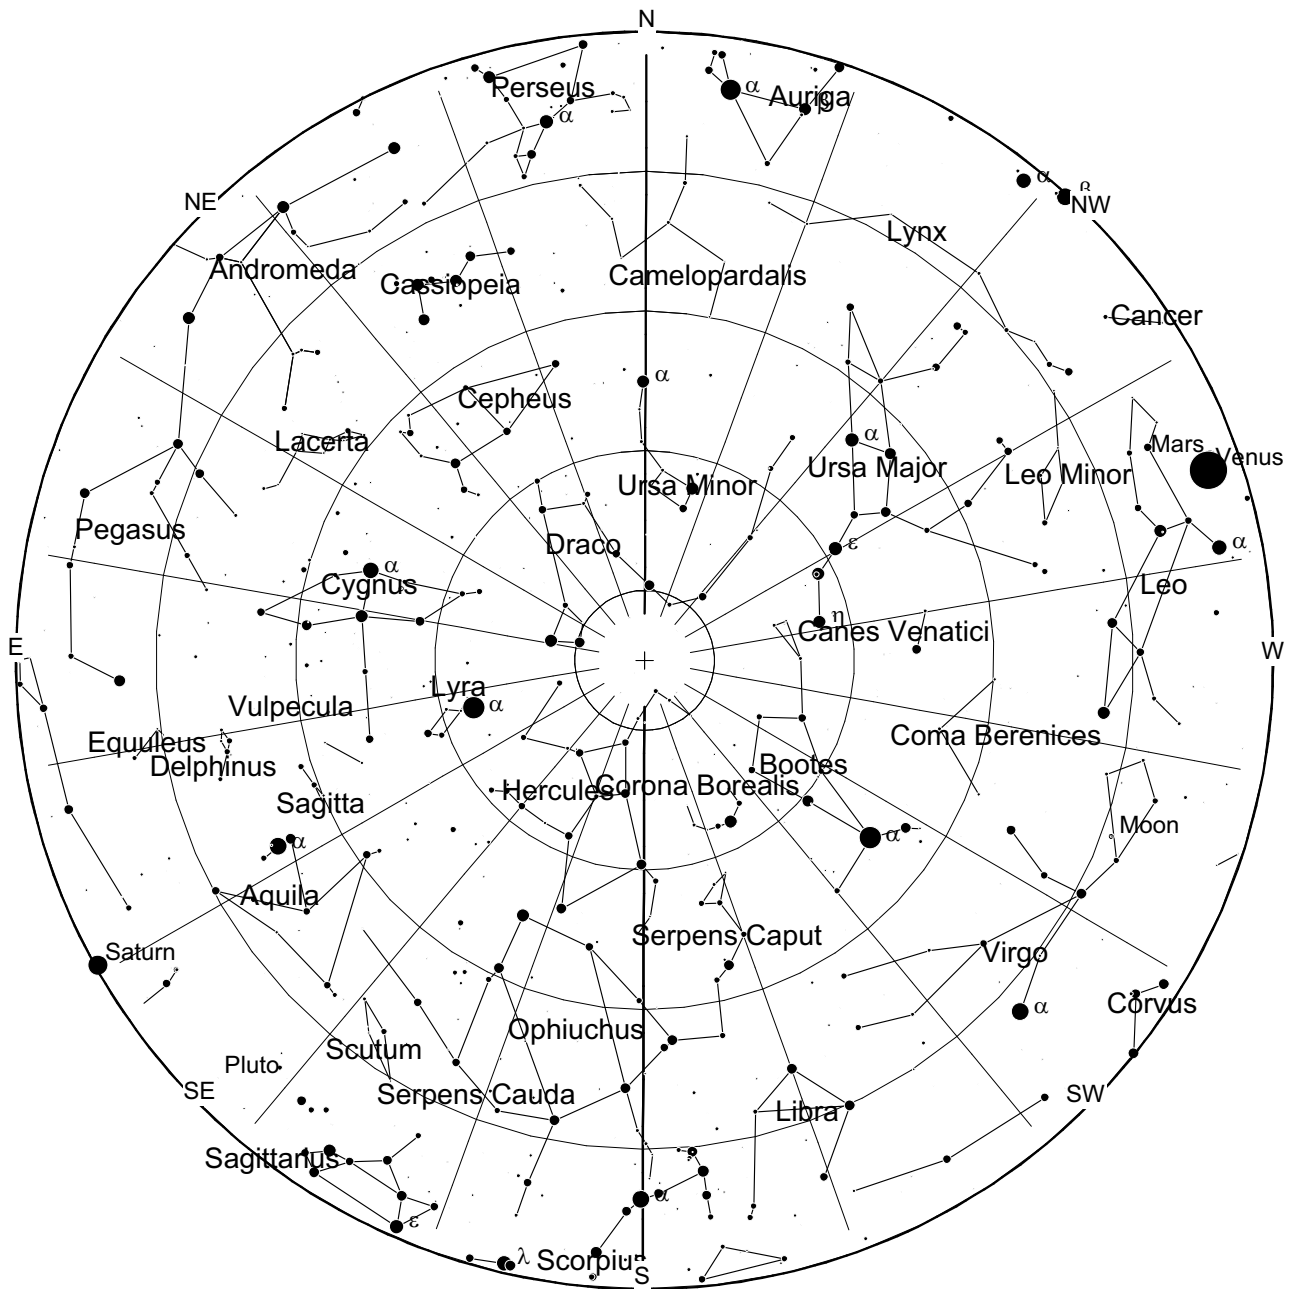 N
Perseus
α
α
Auriga
β
α
β
NE
NW
Lynx
Andromeda
Cassiopeia
Camelopardalis
Cancer
α
Cepheus
Lacerta
α
Mars
Venus
Ursa Major
Leo Minor
Ursa Minor
Pegasus
Draco
ε
α
α
Cygnus
Leo
η
Canes Venatici
E
W
Lyra
α
Vulpecula
Equuleus
Coma Berenices
Delphinus
Bootes
Hercules
Corona Borealis
Sagitta
Moon
α
α
Aquila
Serpens Caput
Saturn
Virgo
α
Corvus
Ophiuchus
Scutum
Pluto
SE
Serpens Cauda
SW
Libra
Sagittarius
α
ε
λ
Scorpius
S